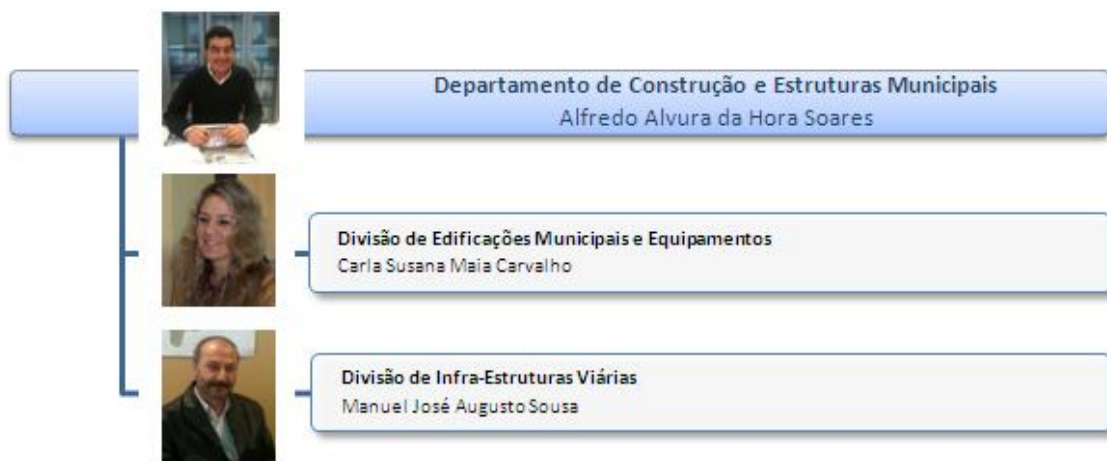 Departamento de Construção e Estruturas Municipais
Alfredo Alvura da Hora Soares
Divisão de Edificações Municipais e Equipamentos
Carla Susana Maia Carvalho
Divisão de Infra-Estruturas Viárias
Manuel José Augusto Sousa